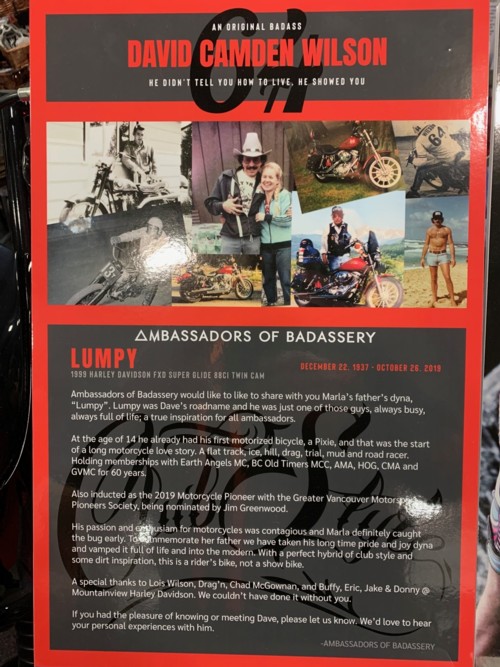 AN ORIGINAL BADASS
DAVID CAMDEN WILSON
HE DIDN'T TELL YOU HOW TO LIVE, HE SHOWED YOU
64
64
AMBASSADORS OF BADASSERY
LUMPY
DECEMBER 22, 1937 - OCTOBER 26, 2019
1999 HARLEY DAVIDSON FXD SUPER GLIDE 88CI TWIN CAM
Ambassadors of Badassery would like to like to share with you Marla's father's dyna,
"Lumpy". Lumpy was Dave's roadname and he was just one of those guys, always busy,
always full of life; a true inspiration for all ambassadors.
At the age of 14 he already had his first motorized bicycle, a Pixie, and that was the start
of a long motorcycle love story. A flat track, ice, hill, drag, trial, mud and road racer.
Holding memberships with Earth Angels MC, BC Old Timers MCC, AMA, HOG, CMA and
GVMC for 60 years.
Also inducted as the 2019 Motorcycle Pioneer with the Greater Vancouver Motorsport
Pioneers Society, being nominated by Jim Greenwood.
His passion and enthusiasm for motorcycles was contagious and Marla definitely caught
the bug early. To commemorate her father we have taken his long time pride and joy dyna
and vamped it full of life and into the modern. With a perfect hybrid of club style and
some dirt inspiration, this is a rider's bike, not a show bike.
A special thanks to Lois Wilson, Drag'n, Chad McGownan, and Buffy, Eric, Jake & Donny @
Mountainview Harley Davidson. We couldn't have done it without you.
If you had the pleasure of knowing or meeting Dave, please let us know. We'd love to hear
your personal experiences with him.
-AMBASSADORS OF BADASSERY